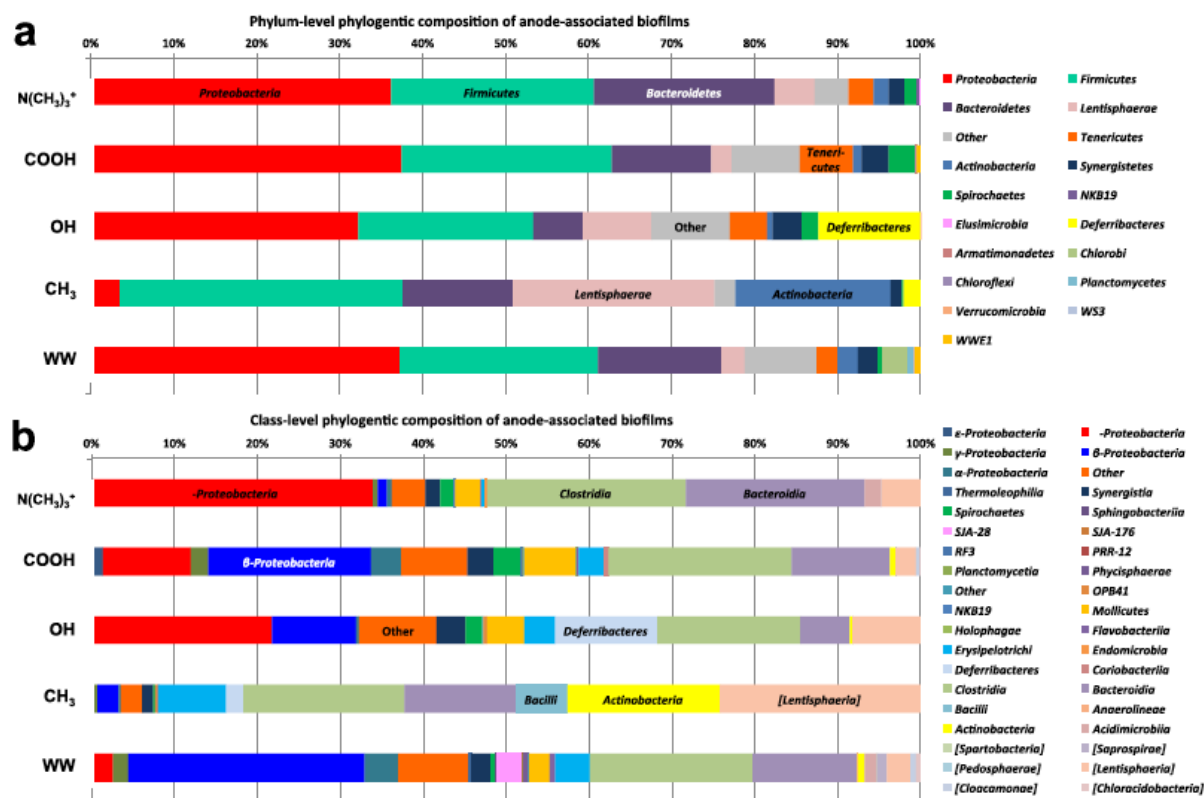 a
Phylum-level phylogentic composition of anode-associated biofilms
0% 10% 20% 30% 40% 50% 60% 70% 80% 90% 100%
N(CH₃)₃⁺ Proteobacteria Firmicutes Bacteroidetes
COOH Teneri-
cutes
OH Other Deferribacteres
CH₃ Lentisphaerae Actinobacteria
WW
Proteobacteria Firmicutes
Bacteroidetes Lentisphaerae
Other Tenericutes
Actinobacteria Synergistetes
Spirochaetes NKB19
Elusimicrobia Deferribacteres
Armatimonadetes Chlorobi
Chloroflexi Planctomycetes
Verrucomicrobia WS3
WWE1
b
Class-level phylogentic composition of anode-associated biofilms
0% 10% 20% 30% 40% 50% 60% 70% 80% 90% 100%
N(CH₃)₃⁺ -Proteobacteria Clostridia Bacteroidia
COOH β-Proteobacteria
OH Other Deferribacteres
CH₃ Bacilii Actinobacteria [Lentisphaeria]
WW
ε-Proteobacteria -Proteobacteria
γ-Proteobacteria β-Proteobacteria
α-Proteobacteria Other
Thermoleophilia Synergistia
Spirochaetes Sphingobacteriia
SJA-28 SJA-176
RF3 PRR-12
Planctomycetia Phycisphaerae
Other OPB41
NKB19 Mollicutes
Holophagae Flavobacteriia
Erysipelotrichi Endomicrobia
Deferribacteres Coriobacteriia
Clostridia Bacteroidia
Bacilii Anaerolineae
Actinobacteria Acidimicrobiia
[Spartobacteria] [Saprospirae]
[Pedosphaerae] [Lentisphaeria]
[Cloacamonae] [Chloracidobacteria]